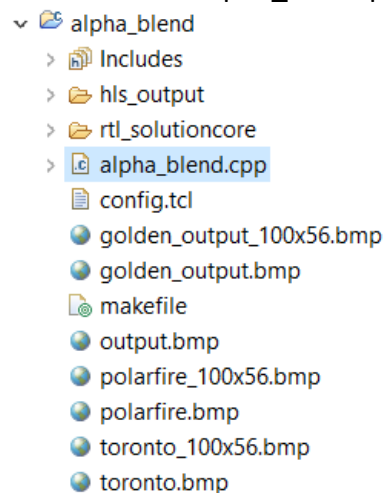 alpha_blend
Includes
hls_output
rtl_solutioncore
alpha_blend.cpp
config.tcl
golden_output_100x56.bmp
golden_output.bmp
makefile
output.bmp
polarfire_100x56.bmp
polarfire.bmp
toronto_100x56.bmp
toronto.bmp